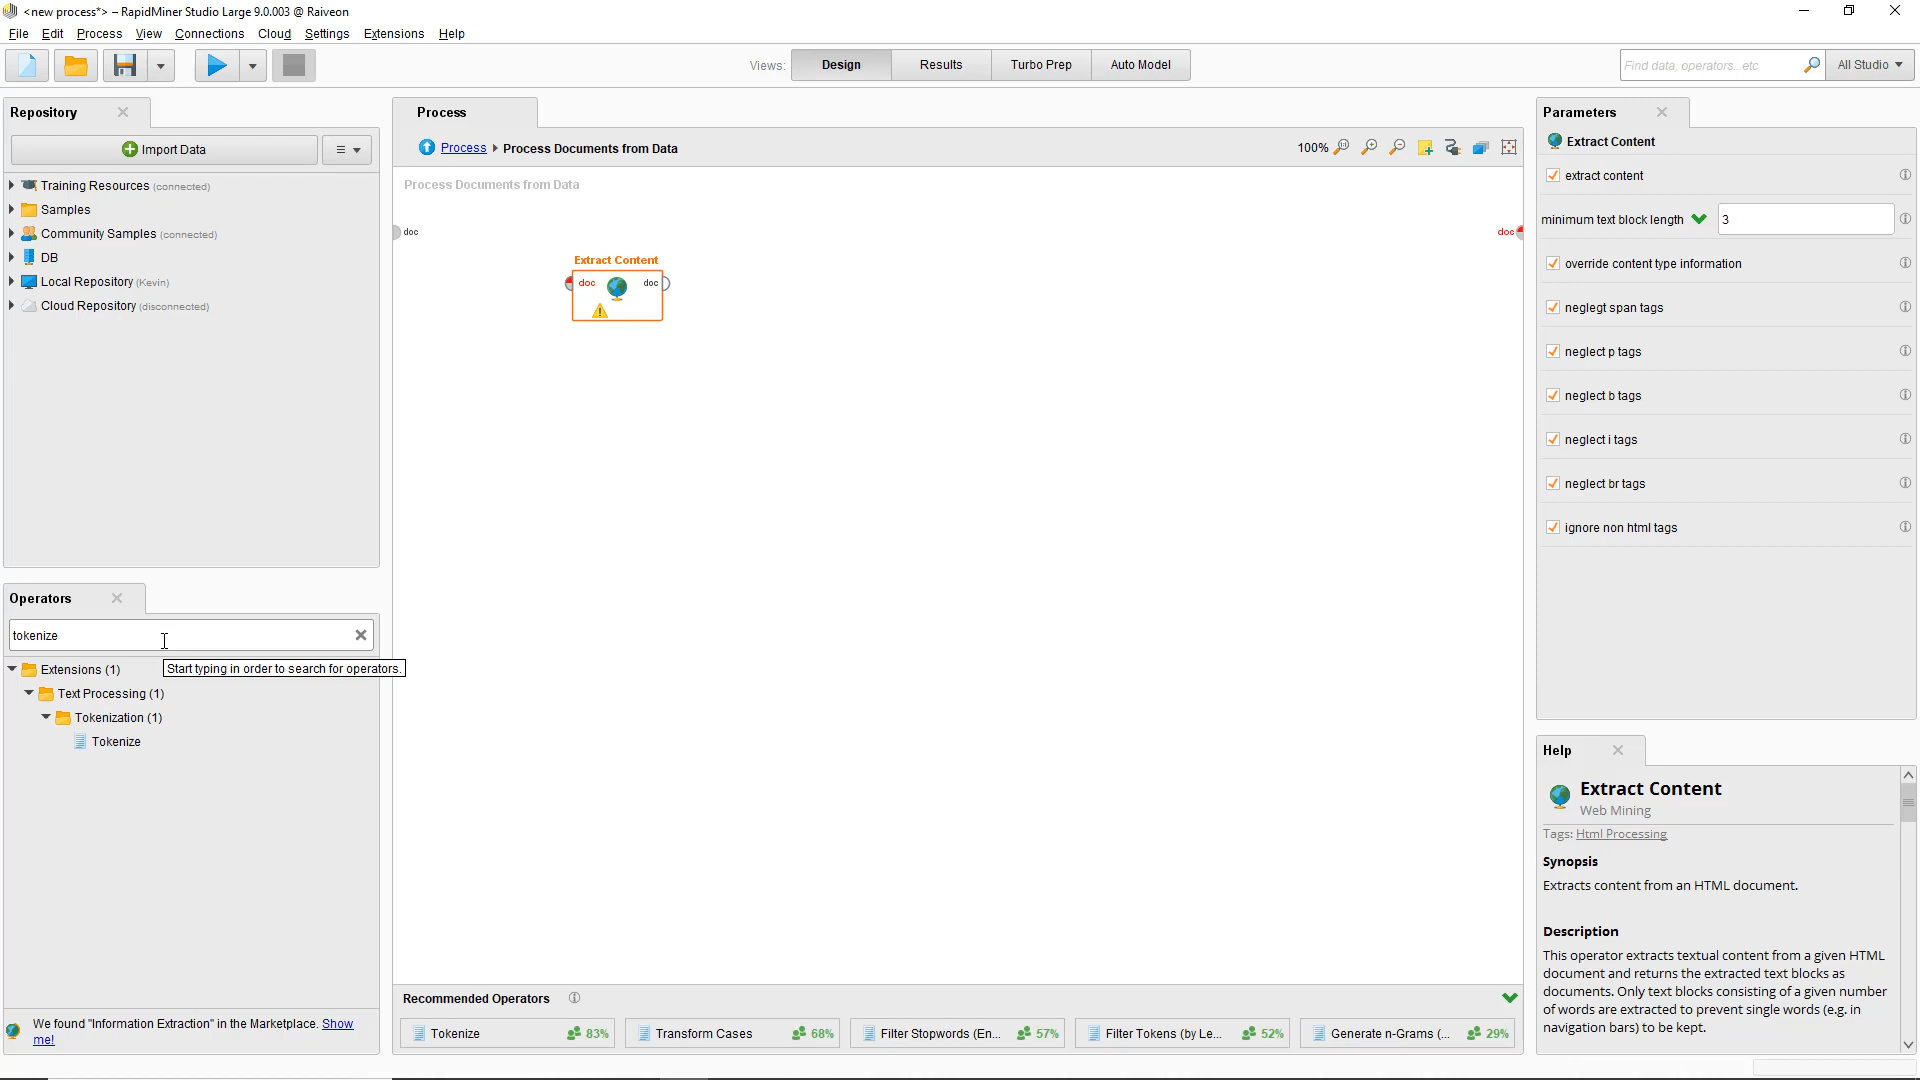 <new process*> – RapidMiner Studio Large 9.0.003 @ Raiveon
File Edit Process View Connections Cloud Settings Extensions Help
Views: Design Results Turbo Prep Auto Model
Find data, operators...etc All Studio
Repository
Import Data
Training Resources (connected)
Samples
Community Samples (connected)
DB
Local Repository (Kevin)
Cloud Repository (disconnected)
Operators
tokenize
Start typing in order to search for operators.
Extensions (1)
Text Processing (1)
Tokenization (1)
Tokenize
We found "Information Extraction" in the Marketplace. Show
me!
Process
Process Process Documents from Data
100%
Process Documents from Data
doc
doc
Extract Content
doc doc
Recommended Operators
Tokenize 83%
Transform Cases 68%
Filter Stopwords (En... 57%
Filter Tokens (by Le... 52%
Generate n-Grams (... 29%
Parameters
Extract Content
extract content
minimum text block length 3
override content type information
neglegt span tags
neglect p tags
neglect b tags
neglect i tags
neglect br tags
ignore non html tags
Help
Extract Content
Web Mining
Tags: Html Processing
Synopsis
Extracts content from an HTML document.
Description
This operator extracts textual content from a given HTML
document and returns the extracted text blocks as
documents. Only text blocks consisting of a given number
of words are extracted to prevent single words (e.g. in
navigation bars) to be kept.